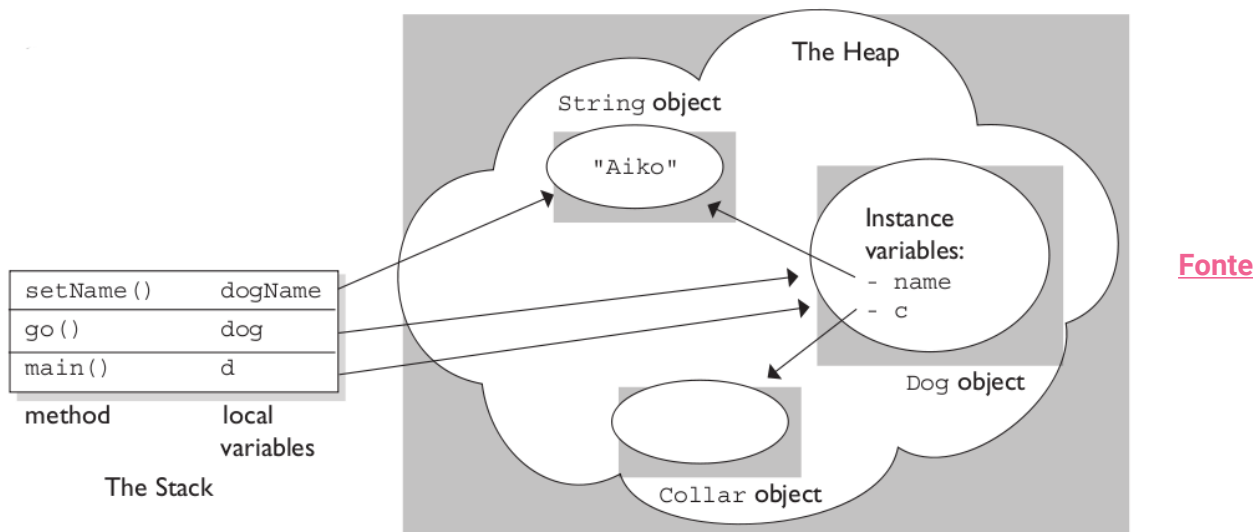 The Heap
String object
"Aiko"
Instance
variables:
- name
- c
Dog object
Collar object
setName() dogName
go() dog
main() d
method local
variables
The Stack
Fonte